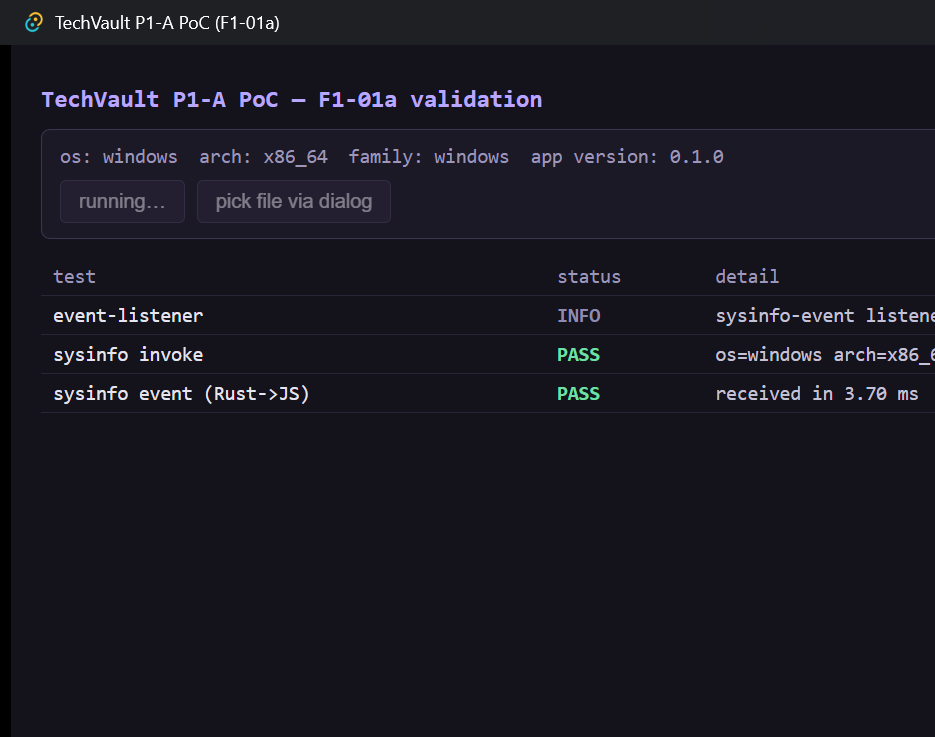 TechVault P1-A PoC (F1-01a)
TechVault P1-A PoC — F1-01a validation
os: windows arch: x86_64 family: windows app version: 0.1.0
running… pick file via dialog
test status detail
event-listener INFO sysinfo-event listene
sysinfo invoke PASS os=windows arch=x86_6
sysinfo event (Rust->JS) PASS received in 3.70 ms